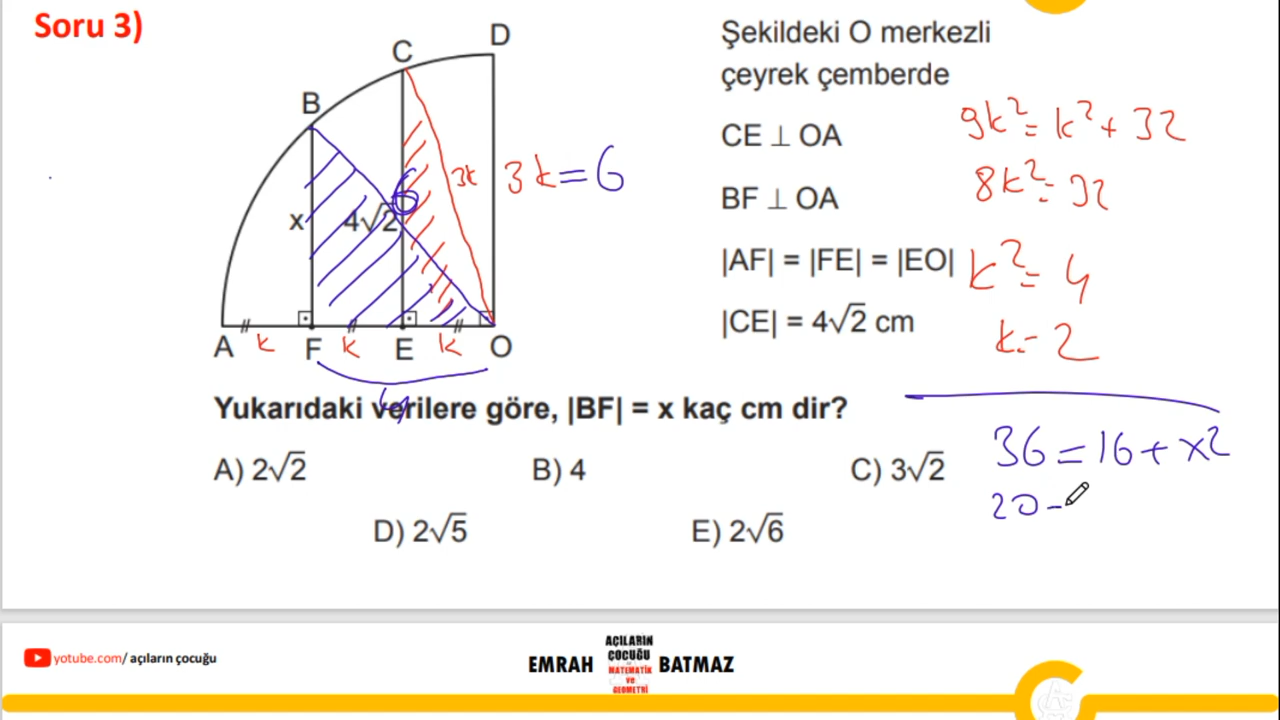 Soru 3)
D
C
B
x
4√2
6
3k
3k = 6
A
F
E
O
k
k
k
4
Şekildeki O merkezli
çeyrek çemberde
CE ⊥ OA
BF ⊥ OA
|AF| = |FE| = |EO|
|CE| = 4√2 cm
9k² = k² + 32
8k² = 32
k² = 4
k = 2
Yukarıdaki verilere göre, |BF| = x kaç cm dir?
36 = 16 + x2
20 -
A) 2√2
B) 4
C) 3√2
D) 2√5
E) 2√6
yotube.com/ açıların çocuğu
EMRAH
AÇILARIN
ÇOCUĞU
MATEMATİK
ve
GEOMETRİ
BATMAZ